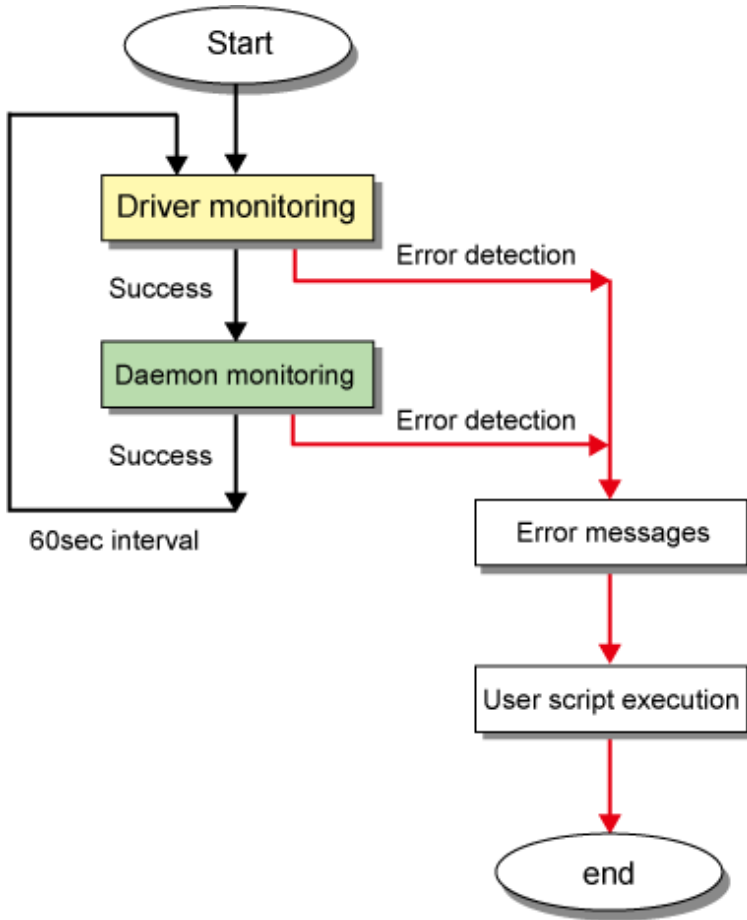 Start
Driver monitoring
Error detection
Success
Daemon monitoring
Error detection
Success
60sec interval
Error messages
User script execution
end